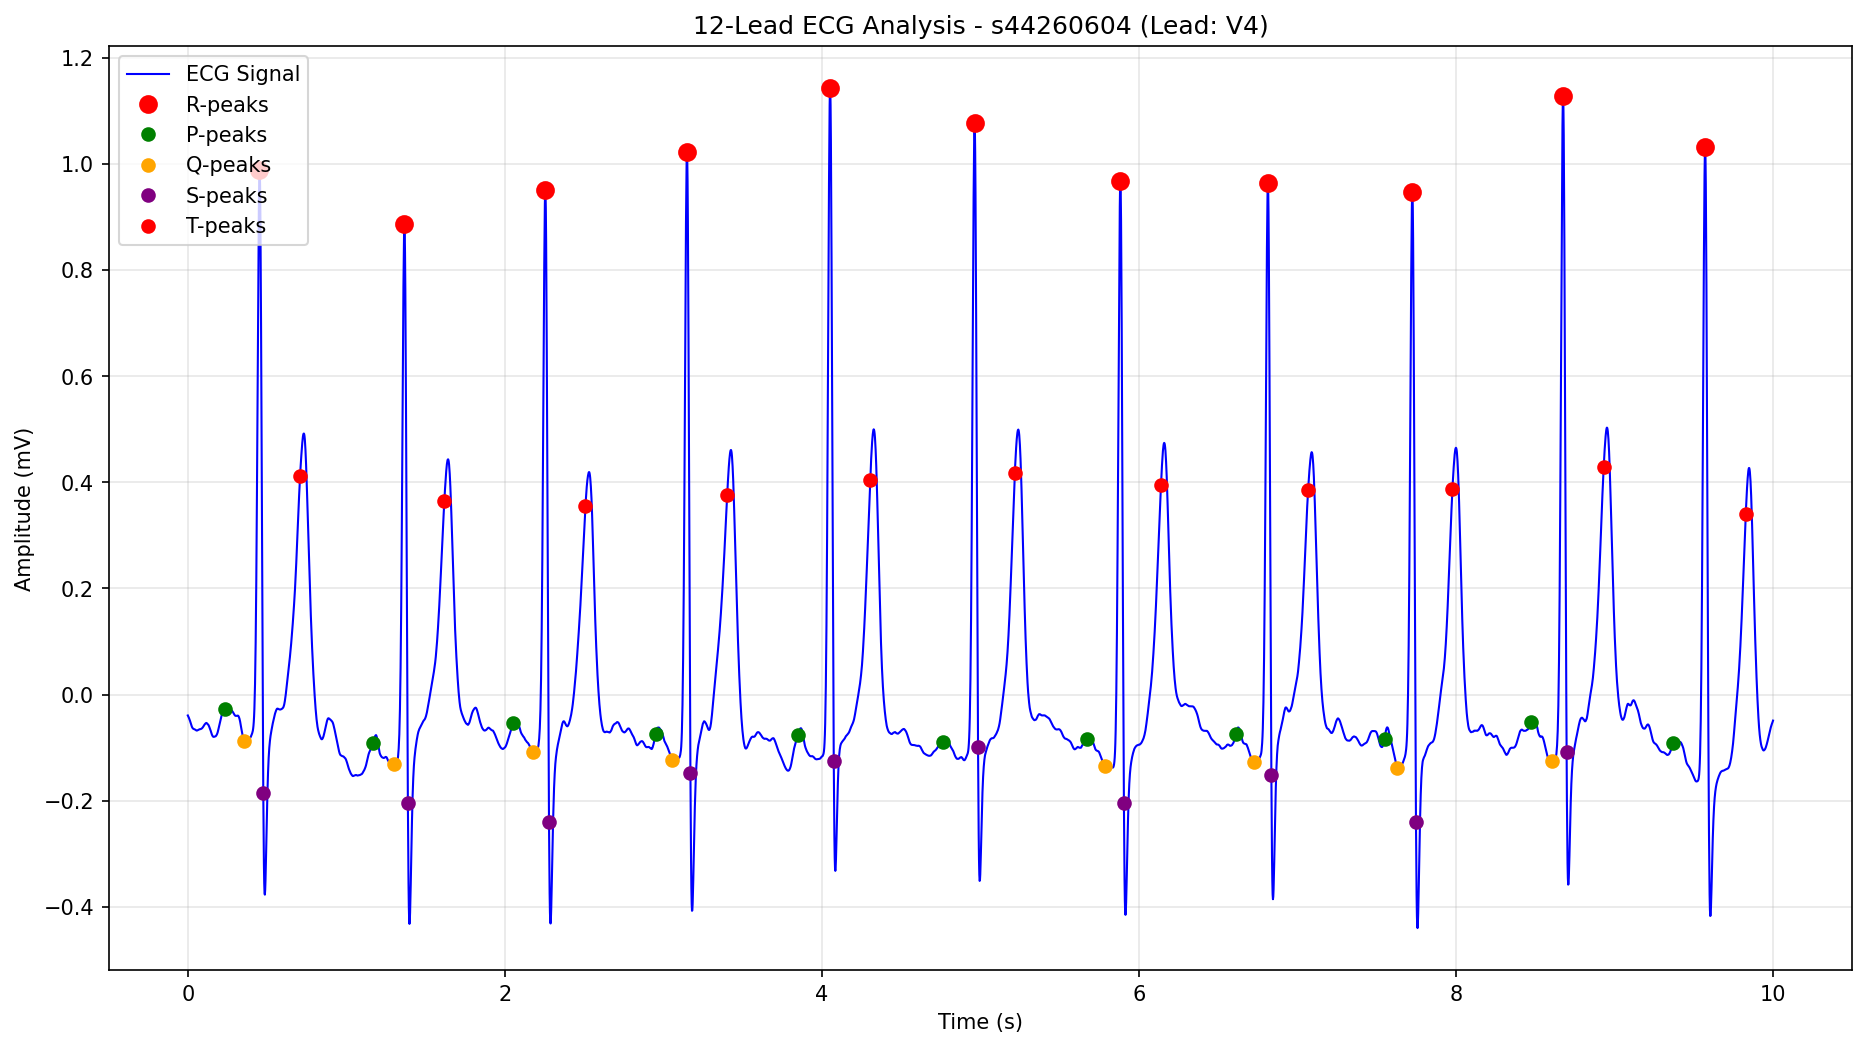 12-Lead ECG Analysis - s44260604 (Lead: V4)
ECG Signal
R-peaks
P-peaks
Q-peaks
S-peaks
T-peaks
Amplitude (mV)
1.2
1.0
0.8
0.6
0.4
0.2
0.0
−0.2
−0.4
0 2 4 6 8 10
Time (s)